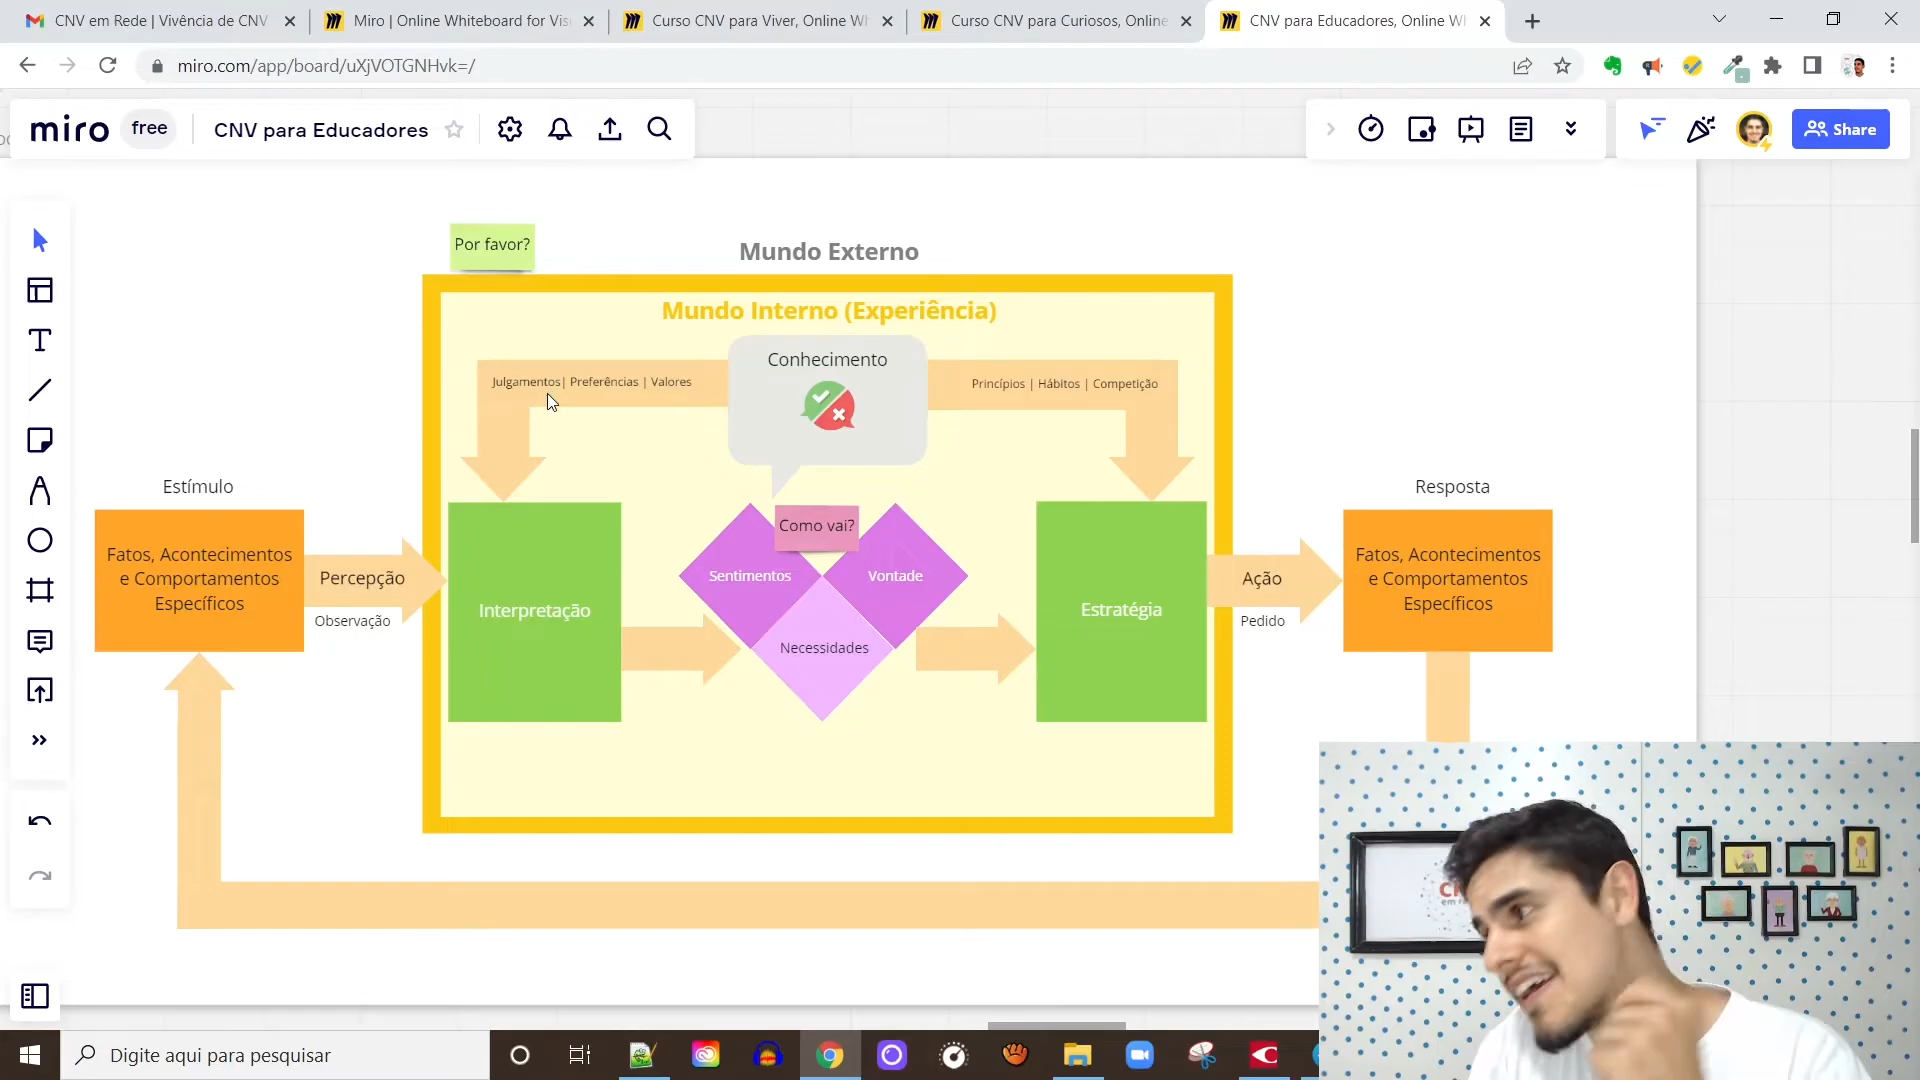 CNV em Rede | Vivência de CNV
Miro | Online Whiteboard for Vis
Curso CNV para Viver, Online Wh
Curso CNV para Curiosos, Online
CNV para Educadores, Online Wh
miro.com/app/board/uXjVOTGNHvk=/
miro
free
CNV para Educadores
Share
Por favor?
Mundo Externo
Mundo Interno (Experiência)
Conhecimento
Julgamentos| Preferências | Valores
Princípios | Hábitos | Competição
Estímulo
Resposta
Como vai?
Fatos, Acontecimentos
e Comportamentos
Específicos
Percepção
Observação
Interpretação
Sentimentos
Vontade
Necessidades
Estratégia
Ação
Pedido
Fatos, Acontecimentos
e Comportamentos
Específicos
Digite aqui para pesquisar